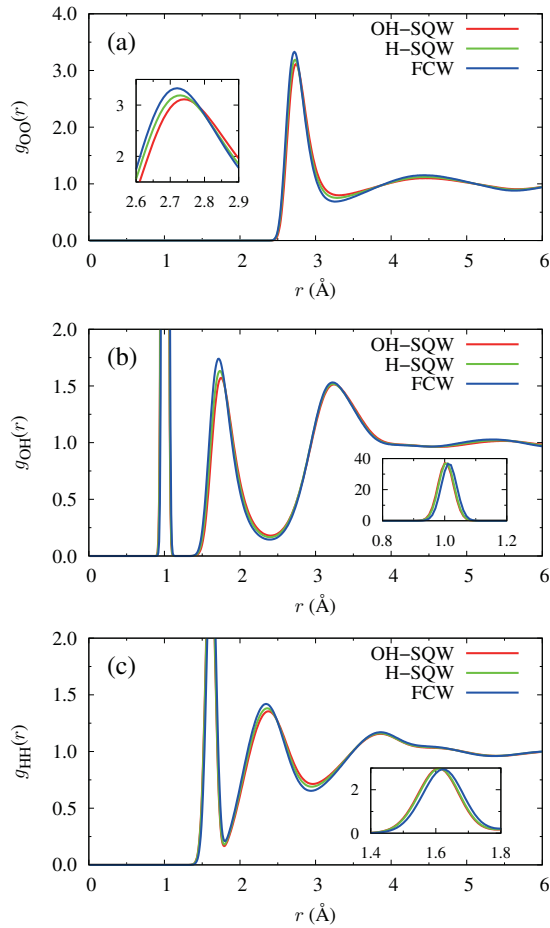 (a)
OH−SQW
H−SQW
FCW
4.0
3.0
2.0
1.0
0.0
g_OO(r)
3
2
2.6 2.7 2.8 2.9
0 1 2 3 4 5 6
r (Å)
(b)
OH−SQW
H−SQW
FCW
2.0
1.5
1.0
0.5
0.0
g_OH(r)
40
20
0
0.8 1.0 1.2
0 1 2 3 4 5 6
r (Å)
(c)
OH−SQW
H−SQW
FCW
2.0
1.5
1.0
0.5
0.0
g_HH(r)
2
0
1.4 1.6 1.8
0 1 2 3 4 5 6
r (Å)